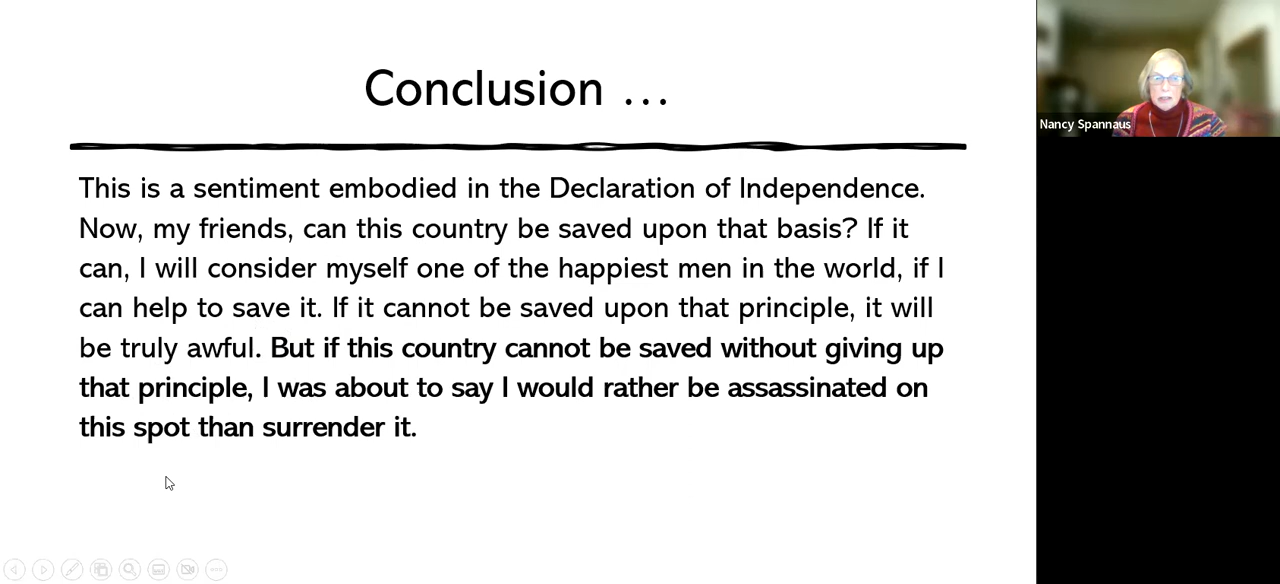 Conclusion ...
This is a sentiment embodied in the Declaration of Independence.
Now, my friends, can this country be saved upon that basis? If it
can, I will consider myself one of the happiest men in the world, if I
can help to save it. If it cannot be saved upon that principle, it will
be truly awful. But if this country cannot be saved without giving up
that principle, I was about to say I would rather be assassinated on
this spot than surrender it.
Nancy Spannaus